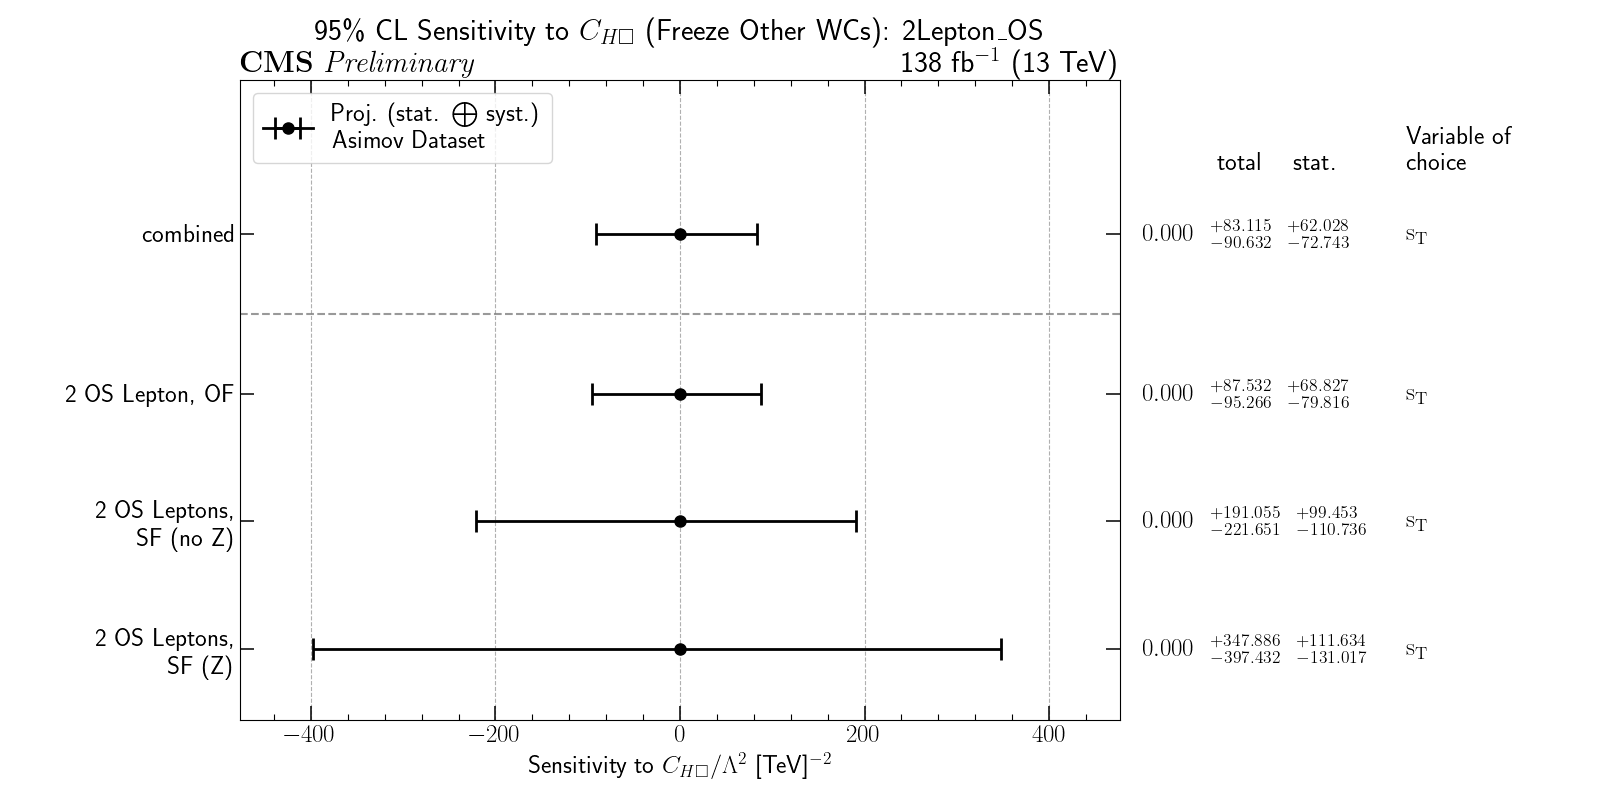 95% CL Sensitivity to C_{H□} (Freeze Other WCs): 2Lepton_OS
CMS Preliminary 138 fb⁻¹ (13 TeV)
Proj. (stat. ⨁ syst.)
Asimov Dataset
Variable of
total stat. choice
combined 0.000 +83.115 −90.632 +62.028 −72.743 s_T
2 OS Lepton, OF 0.000 +87.532 −95.266 +68.827 −79.816 s_T
2 OS Leptons,
SF (no Z) 0.000 +191.055 −221.651 +99.453 −110.736 s_T
2 OS Leptons,
SF (Z) 0.000 +347.886 −397.432 +111.634 −131.017 s_T
−400 −200 0 200 400
Sensitivity to C_{H□}/Λ² [TeV]⁻²